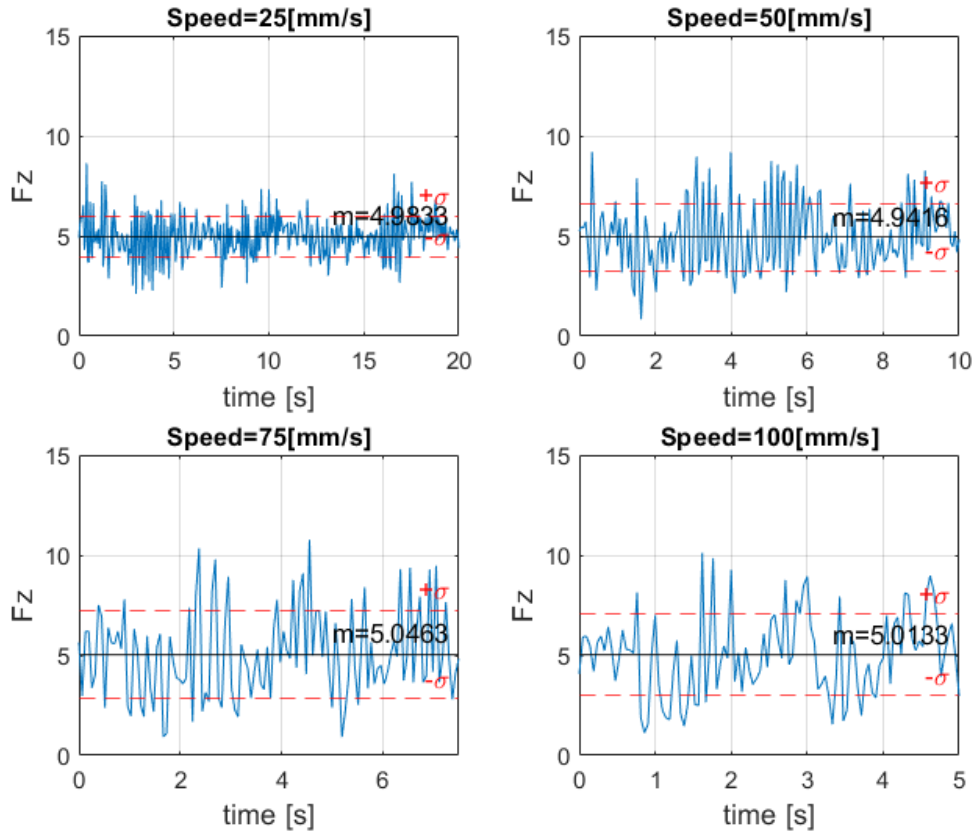 Speed=25[mm/s]
15
10
5
0
Fz
+σ
m=4.9833
-σ
0 5 10 15 20
time [s]
Speed=50[mm/s]
15
10
5
0
Fz
+σ
m=4.9416
-σ
0 2 4 6 8 10
time [s]
Speed=75[mm/s]
15
10
5
0
Fz
+σ
m=5.0463
-σ
0 2 4 6
time [s]
Speed=100[mm/s]
15
10
5
0
Fz
+σ
m=5.0133
-σ
0 1 2 3 4 5
time [s]